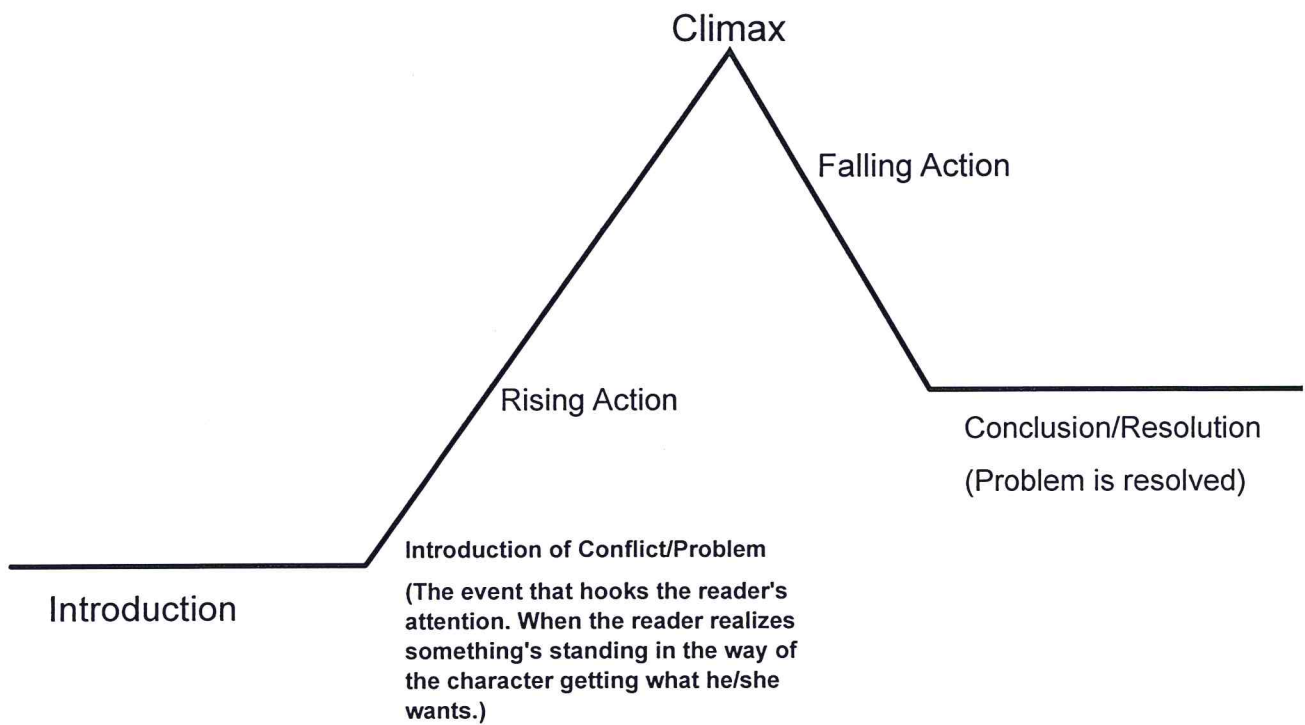 Climax
Falling Action
Rising Action
Conclusion/Resolution
(Problem is resolved)
Introduction of Conflict/Problem
(The event that hooks the reader's
attention. When the reader realizes
something's standing in the way of
the character getting what he/she
wants.)
Introduction